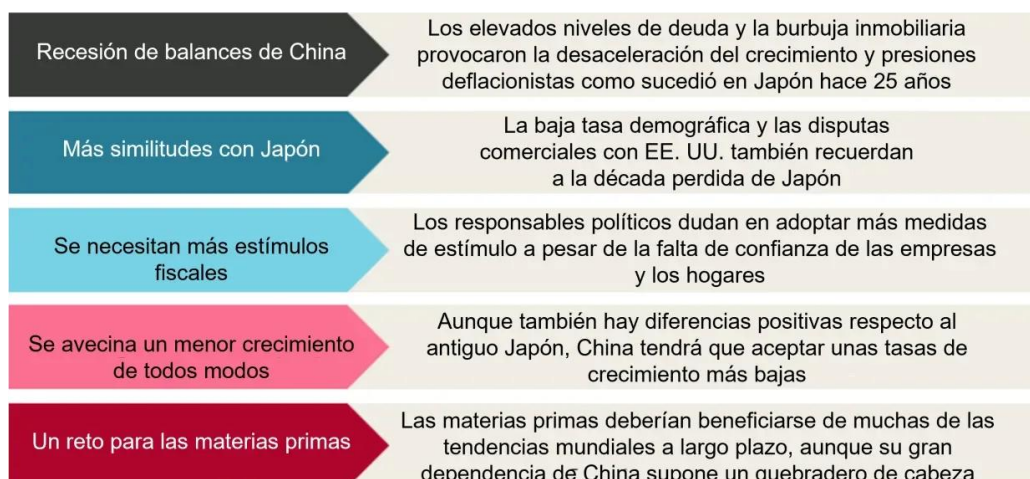 Recesión de balances de China
Los elevados niveles de deuda y la burbuja inmobiliaria
provocaron la desaceleración del crecimiento y presiones
deflacionistas como sucedió en Japón hace 25 años
Más similitudes con Japón
La baja tasa demográfica y las disputas
comerciales con EE. UU. también recuerdan
a la década perdida de Japón
Se necesitan más estímulos
fiscales
Los responsables políticos dudan en adoptar más medidas
de estímulo a pesar de la falta de confianza de las empresas
y los hogares
Se avecina un menor crecimiento
de todos modos
Aunque también hay diferencias positivas respecto al
antiguo Japón, China tendrá que aceptar unas tasas de
crecimiento más bajas
Un reto para las materias primas
Las materias primas deberían beneficiarse de muchas de las
tendencias mundiales a largo plazo, aunque su gran
dependencia de China supone un quebradero de cabeza